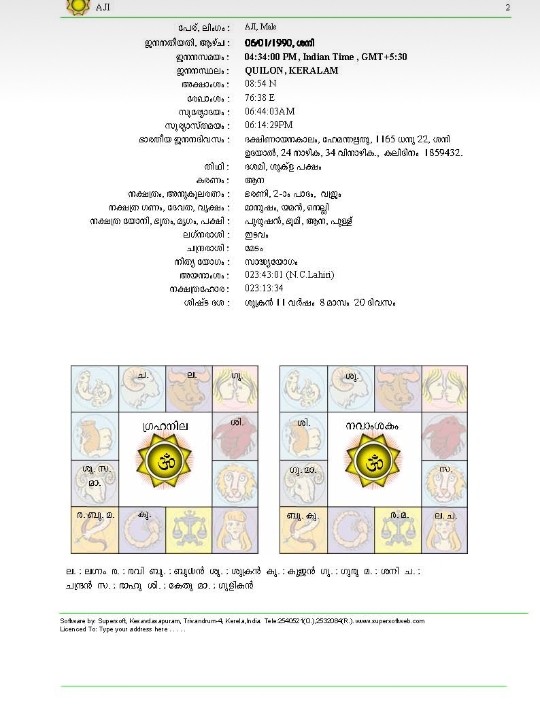 AJI 2
പേര്, ലിംഗം : AJI, Male
ജനനതീയതി, ആഴ്ച : 06/01/1990, ശനി
ജനനസമയം : 04:34:00 PM, Indian Time , GMT+5:30
ജനനസ്ഥലം : QUILON, KERALAM
അക്ഷാംശം : 08:54 N
രേഖാംശം : 76:38 E
സൂര്യോദയം : 06:44:03AM
സൂര്യാസ്തമയം : 06:14:29PM
ഭാരതീയ ജനനദിവസം : ദക്ഷിണായനകാലം, ഹേമന്തഋതു, 1165 ധനു 22, ശനി
ഉദയാൽ, 24 നാഴിക, 34 വിനാഴിക., കലിദിനം 1859432.
തിഥി : ദശമി, ശുക്ള പക്ഷം
കരണം : ആന
നക്ഷത്രം, അനുകൂലരത്നം : ഭരണി, 2-ാം പാദം, വജ്രം
നക്ഷത്ര ഗണം, ദേവത, വൃക്ഷം : മാനുഷം, യമൻ, നെല്ലി
നക്ഷത്ര യോനി, ഭൂതം, മൃഗം, പക്ഷി : പുരുഷൻ, ഭൂമി, ആന, പുള്ള്
ലഗ്നരാശി : ഇടവം
ചന്ദ്രരാശി : മേടം
നിത്യ യോഗം : സാദ്ധ്യയോഗം
അയനാംശം : 023:43:01 (N.C.Lahiri)
നക്ഷത്രഹോര : 023:13:34
ശിഷ്ട ദശ : ശുക്രൻ 11 വർഷം 8 മാസം 20 ദിവസം
ച. ല. ഗു. ശു.
ഗ്രഹനില ശി. ശി. നവാംശകം
ശു. സ. ഗു. മാ. സ.
മാ.
ര. ബു. മ. കു. ബു. കു. ര. മ. ല. ച.
ല. : ലഗ്നം ര. : രവി ബു. : ബുധൻ ശു. : ശുക്രൻ കു. : കുജൻ ഗു. : ഗുരു മ. : ശനി ച. :
ചന്ദ്രൻ സ. : രാഹു ശി. : കേതു മാ. : ഗുളികൻ
Software by: Supersoft, Kesavdasapuram, Trivandrum-4, Kerela,India. Tele:2540521(O.),2532084(R.).www.supersoftweb.com
Licenced To: Type your address here . . . . .